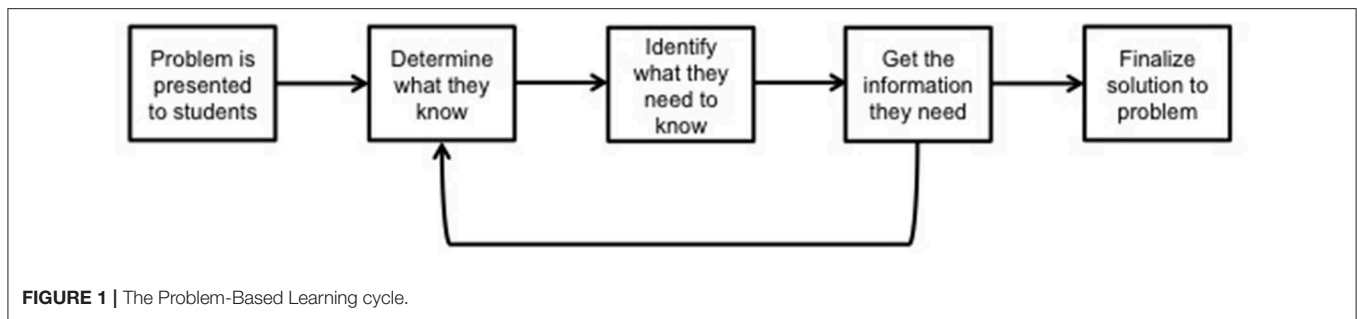 Problem is
presented
to students
Determine
what they
know
Identify
what they
need to
know
Get the
information
they need
Finalize
solution to
problem
FIGURE 1 | The Problem-Based Learning cycle.